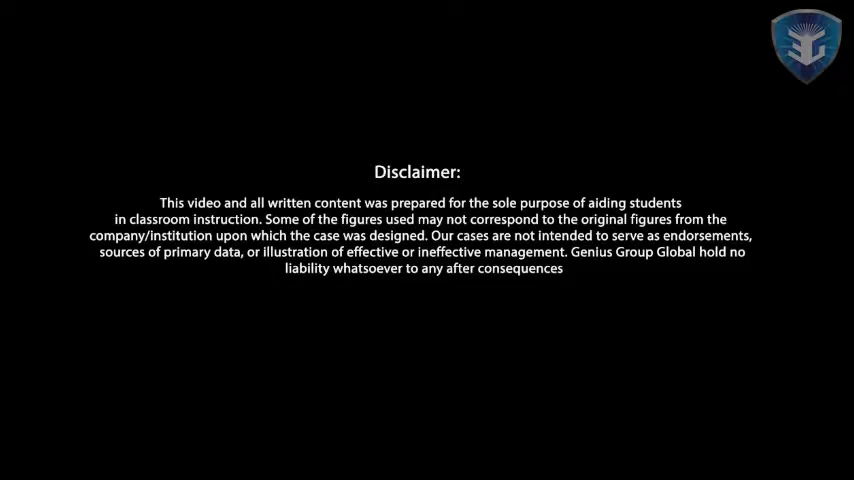 Disclaimer:
This video and all written content was prepared for the sole purpose of aiding students
in classroom instruction. Some of the figures used may not correspond to the original figures from the
company/institution upon which the case was designed. Our cases are not intended to serve as endorsements,
sources of primary data, or illustration of effective or ineffective management. Genius Group Global hold no
liability whatsoever to any after consequences